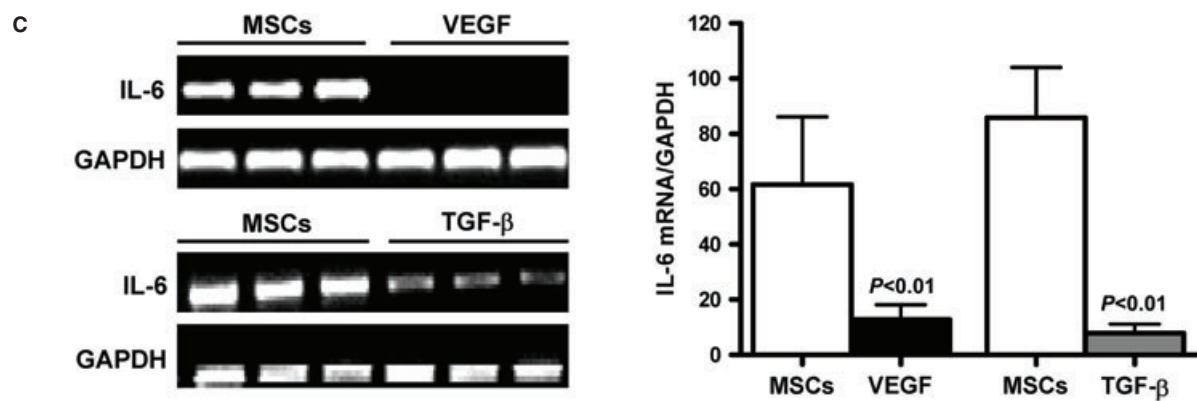 C
MSCs VEGF
IL-6
GAPDH
MSCs TGF-β
IL-6
GAPDH
IL-6 mRNA/GAPDH
120
100
80
60
40
20
0
P<0.01
P<0.01
MSCs VEGF MSCs TGF-β